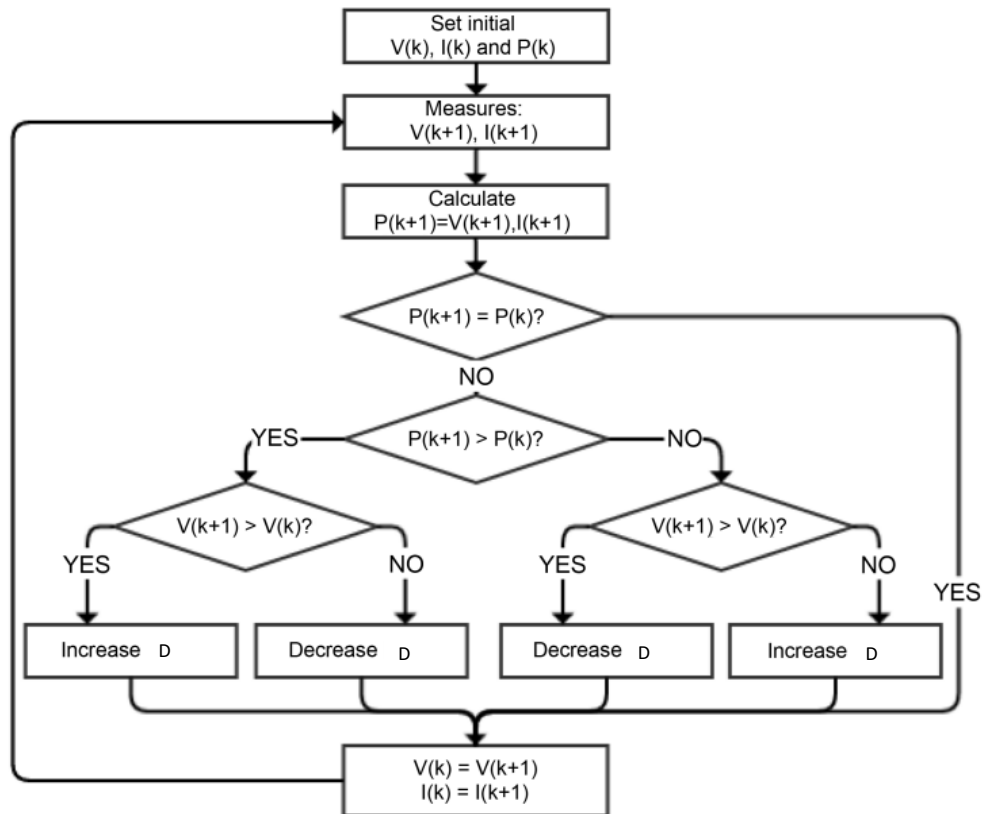 Set initial
V(k), I(k) and P(k)
Measures:
V(k+1), I(k+1)
Calculate
P(k+1)=V(k+1),I(k+1)
P(k+1) = P(k)?
NO
P(k+1) > P(k)?
YES
NO
V(k+1) > V(k)?
V(k+1) > V(k)?
YES
NO
YES
NO
YES
Increase D
Decrease D
Decrease D
Increase D
V(k) = V(k+1)
I(k) = I(k+1)